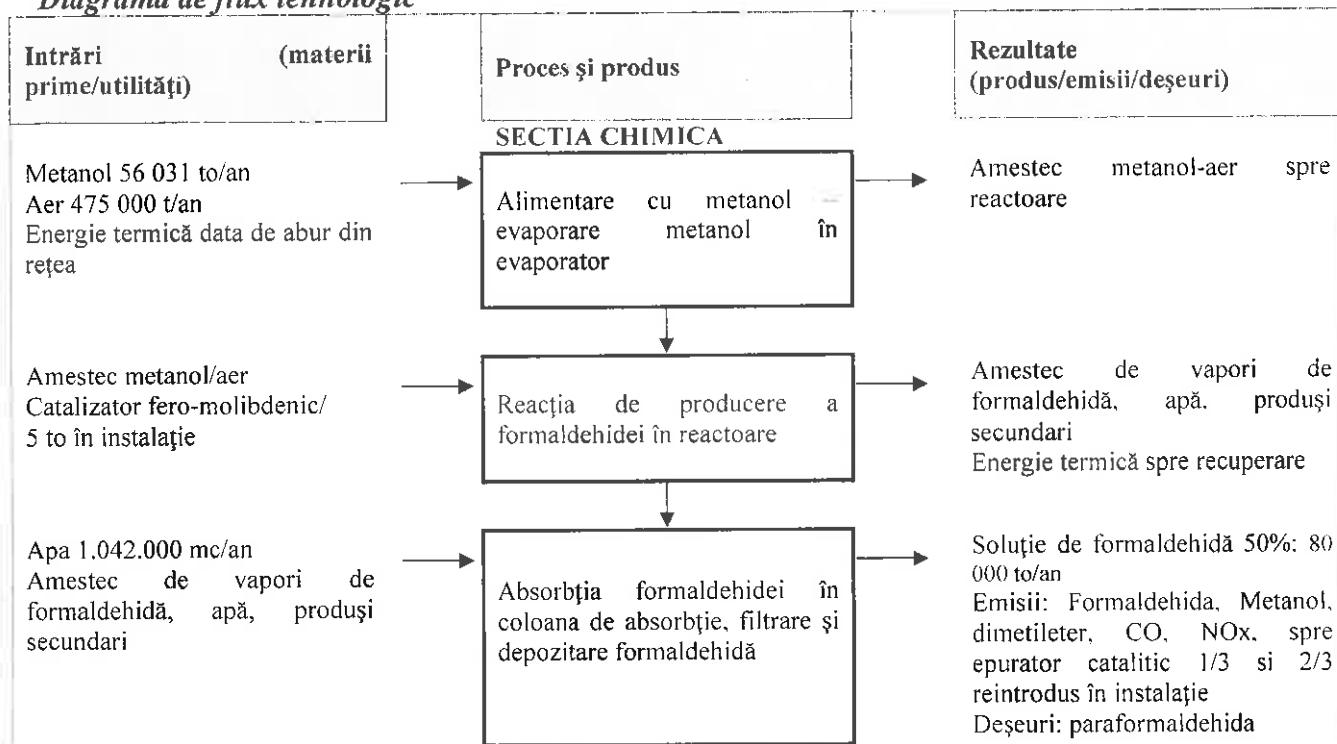 Diagrama de flux tehnologic
Intrări (materii
prime/utilităţi)
Proces şi produs
Rezultate
(produs/emisii/deşeuri)
SECTIA CHIMICA
Metanol 56 031 to/an
Aer 475 000 t/an
Energie termică data de abur din
reţea
Alimentare cu metanol –
evaporare metanol în
evaporator
Amestec metanol-aer spre
reactoare
Amestec metanol/aer
Catalizator fero-molibdenic/
5 to în instalaţie
Reacţia de producere a
formaldehidei în reactoare
Amestec de vapori de
formaldehidă, apă, produşi
secundari
Energie termică spre recuperare
Apa 1.042.000 mc/an
Amestec de vapori de
formaldehidă, apă, produşi
secundari
Absorbţia formaldehidei în
coloana de absorbţie, filtrare şi
depozitare formaldehidă
Soluţie de formaldehidă 50%: 80
000 to/an
Emisii: Formaldehida, Metanol,
dimetileter, CO, NOx, spre
epurator catalitic 1/3 si 2/3
reintrodus în instalaţie
Deşeuri: paraformaldehida